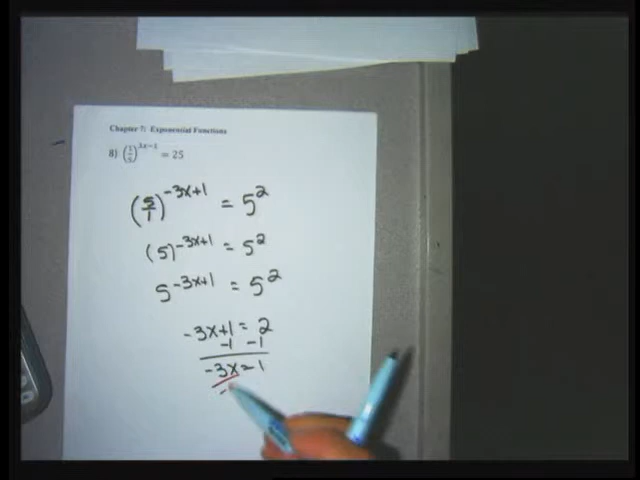 Chapter 7: Exponential Functions
8) (1/5)^{3x-1} = 25
(5/1)^{-3x+1} = 5^2
(5)^{-3x+1} = 5^2
5^{-3x+1} = 5^2
-3x+1 = 2
-1 -1
-3x = 1
-